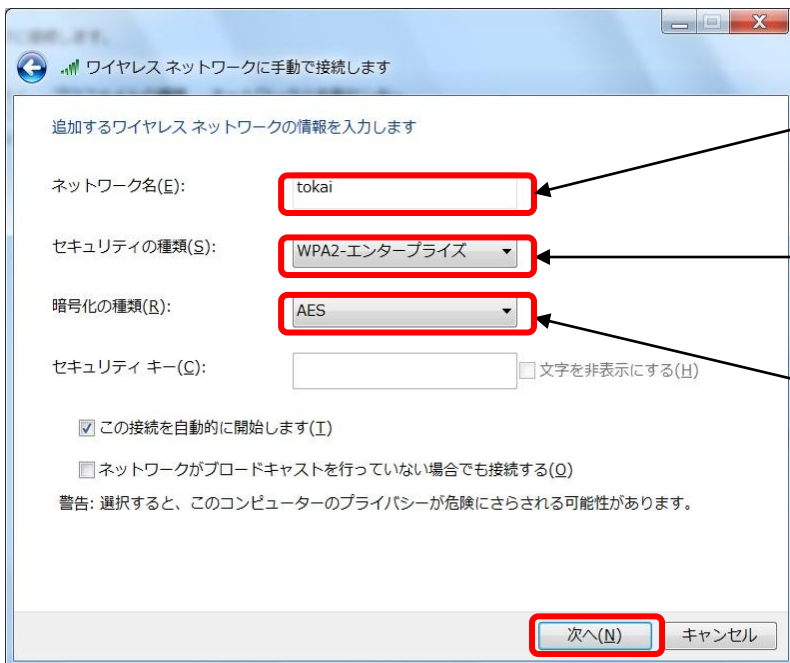 ワイヤレス ネットワークに手動で接続します
追加するワイヤレス ネットワークの情報を入力します
ネットワーク名(E): tokai
セキュリティの種類(S): WPA2-エンタープライズ
暗号化の種類(R): AES
セキュリティ キー(C): 文字を非表示にする(H)
この接続を自動的に開始します(T)
ネットワークがブロードキャストを行っていない場合でも接続する(O)
警告: 選択すると、このコンピューターのプライバシーが危険にさらされる可能性があります。
次へ(N) キャンセル